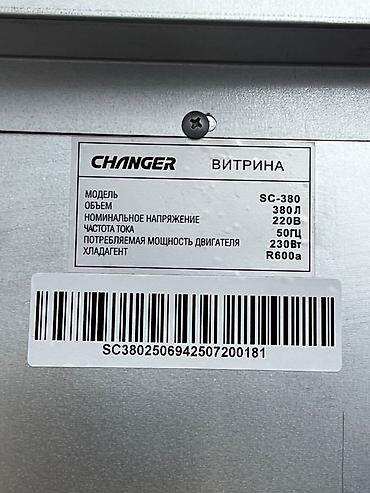 CHANGER ВИТРИНА
МОДЕЛЬ SC-380
ОБЪЕМ 380Л
НОМИНАЛЬНОЕ НАПРЯЖЕНИЕ 220В
ЧАСТОТА ТОКА 50ГЦ
ПОТРЕБЛЯЕМАЯ МОЩНОСТЬ ДВИГАТЕЛЯ 230Вт
ХЛАДАГЕНТ R600a
SC3802506942507200181